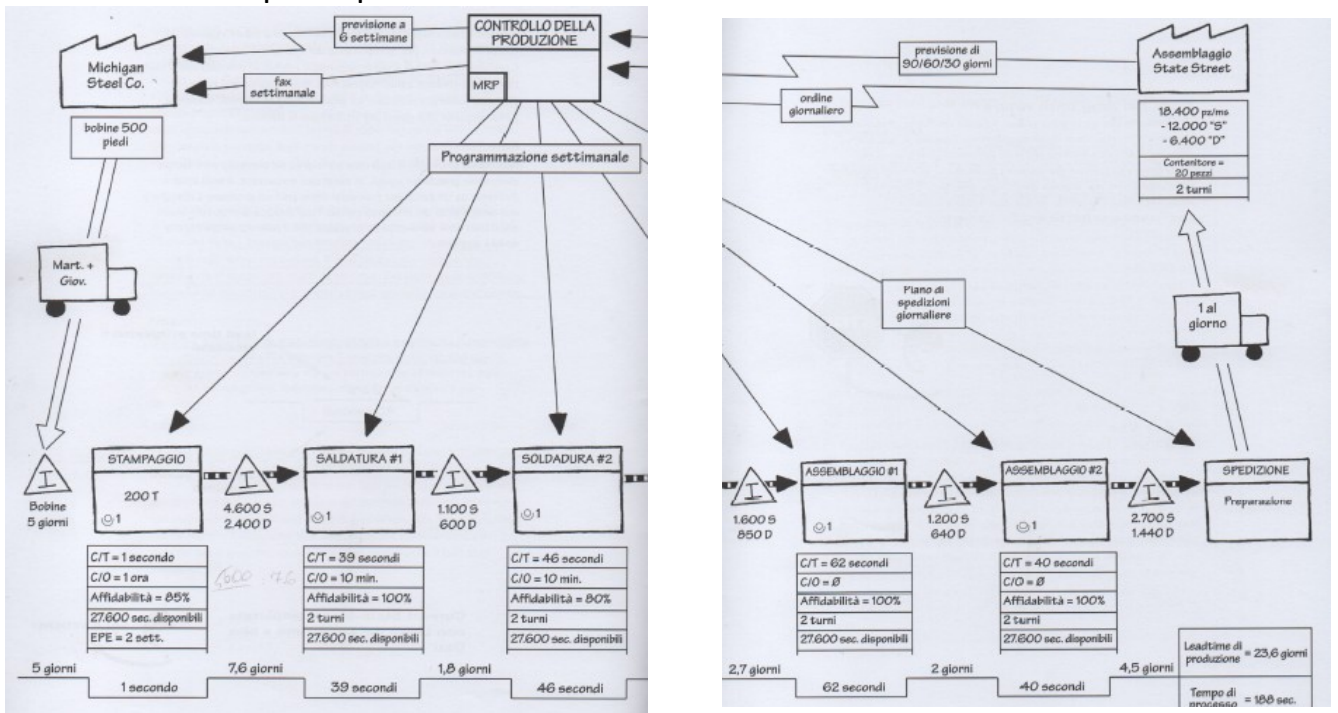 previsione a
6 settimane
CONTROLLO DELLA
PRODUZIONE
MRP
Michigan
Steel Co.
fax
settimanale
bobine 500
piedi
Programmazione settimanale
Mart. +
Giov.
I
Bobine
5 giorni
STAMPAGGIO
200 T
1
C/T = 1 secondo
C/O = 1 ora
Affidabilità = 85%
27.600 sec. disponibili
EPE = 2 sett.
I
4.600 S
2.400 D
SALDATURA #1
1
C/T = 39 secondi
C/O = 10 min.
Affidabilità = 100%
2 turni
27.600 sec. disponibili
I
1.100 S
600 D
SOLDADURA #2
1
C/T = 46 secondi
C/O = 10 min.
Affidabilità = 80%
2 turni
27.600 sec. disponibili
5 giorni
1 secondo
7,6 giorni
39 secondi
1,8 giorni
46 secondi
previsione di
90/60/30 giorni
ordine
giornaliero
Assemblaggio
State Street
18.400 pz/ms
- 12.000 "S"
- 6.400 "D"
Contenitore =
20 pezzi
2 turni
Piano di
spedizioni
giornaliere
1 al
giorno
I
1.600 S
850 D
ASSEMBLAGGIO #1
1
C/T = 62 secondi
C/O = Ø
Affidabilità = 100%
2 turni
27.600 sec. disponibili
I
1.200 S
640 D
ASSEMBLAGGIO #2
1
C/T = 40 secondi
C/O = Ø
Affidabilità = 100%
2 turni
27.600 sec. disponibili
I
2.700 S
1.440 D
SPEDIZIONE
Preparazione
2,7 giorni
62 secondi
2 giorni
40 secondi
4,5 giorni
Leadtime di
produzione = 23,6 giorni
Tempo di
processo = 188 sec.